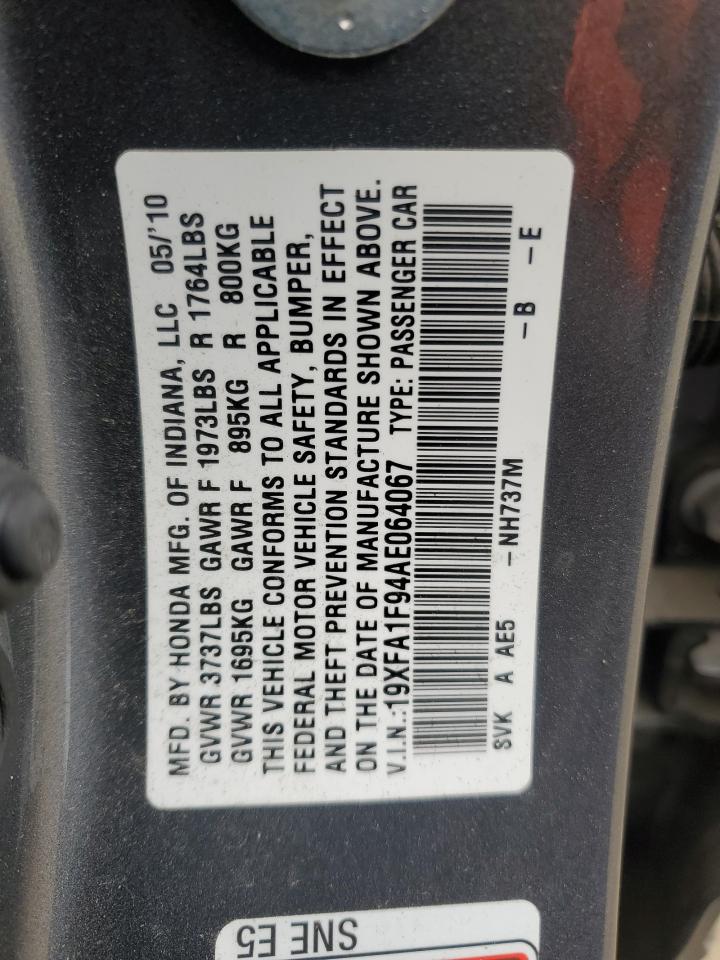 MFD. BY HONDA MFG. OF INDIANA, LLC 05/'10
GVWR 3737LBS GAWR F 1973LBS R 1764LBS
GVWR 1695KG GAWR F 895KG R 800KG
THIS VEHICLE CONFORMS TO ALL APPLICABLE
FEDERAL MOTOR VEHICLE SAFETY, BUMPER,
AND THEFT PREVENTION STANDARDS IN EFFECT
ON THE DATE OF MANUFACTURE SHOWN ABOVE.
V.I.N.:19XFA1F94AE064067 TYPE: PASSENGER CAR
SVK A AE5 -NH737M -B -E
SNE E5